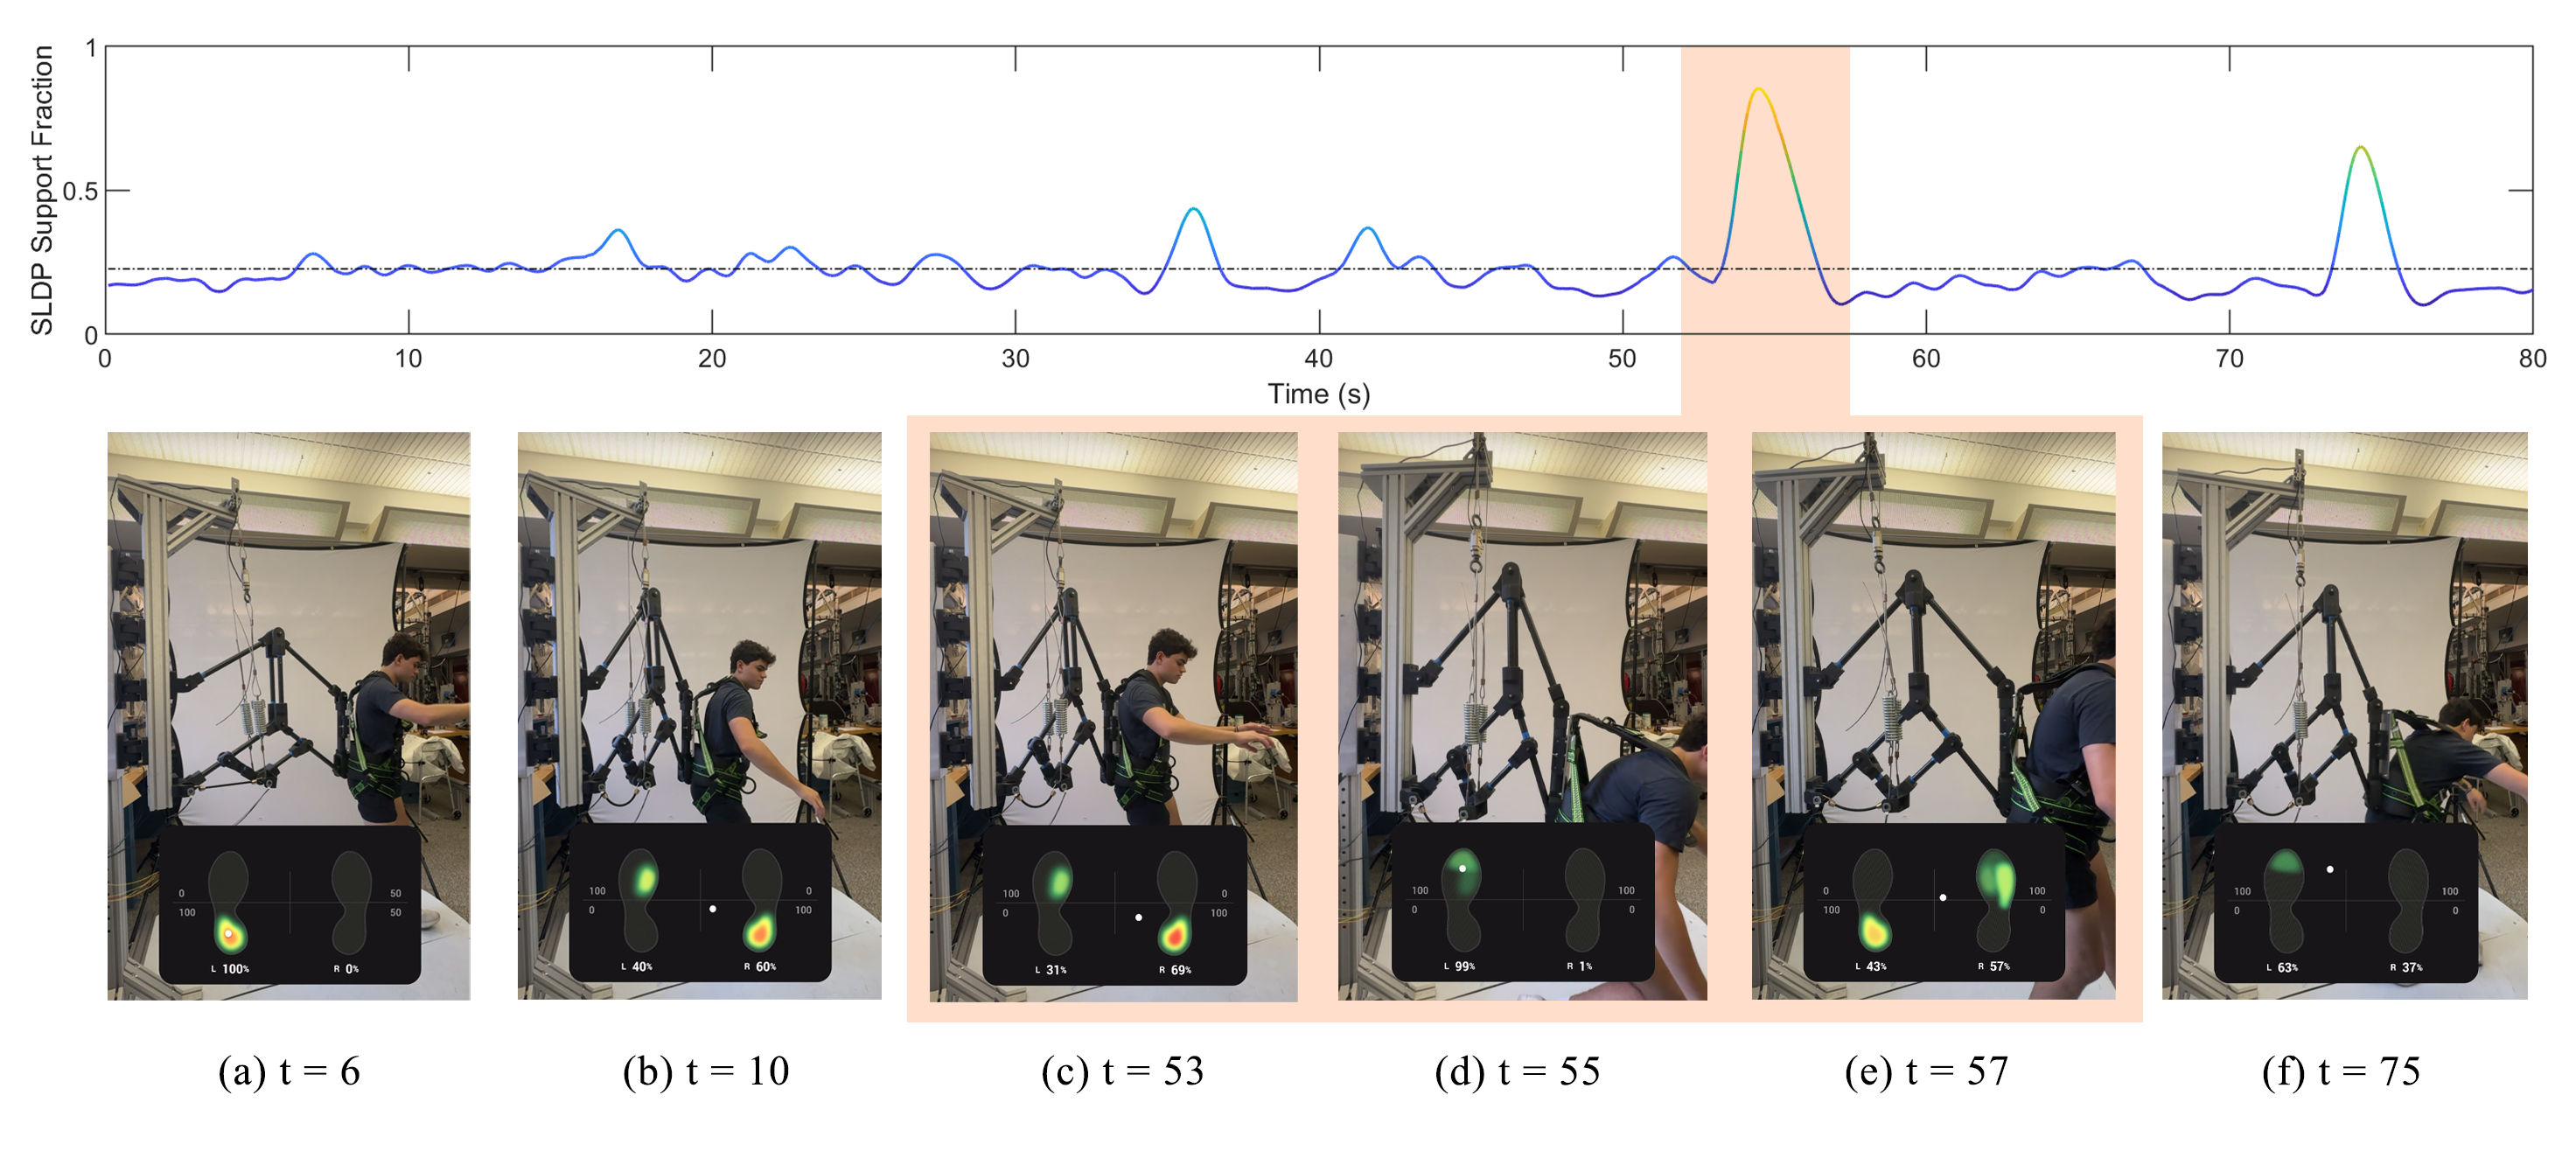 1
0.5
0
SLDP Support Fraction
0 10 20 30 40 50 60 70 80
Time (s)
0 50
100 50
L 100% R 0%
100 0
0 100
L 40% R 60%
100 0
0 100
L 31% R 69%
100 100
0 0
L 99% R 1%
0 100
100 0
L 43% R 57%
100 100
0 0
L 63% R 37%
(a) t = 6
(b) t = 10
(c) t = 53
(d) t = 55
(e) t = 57
(f) t = 75